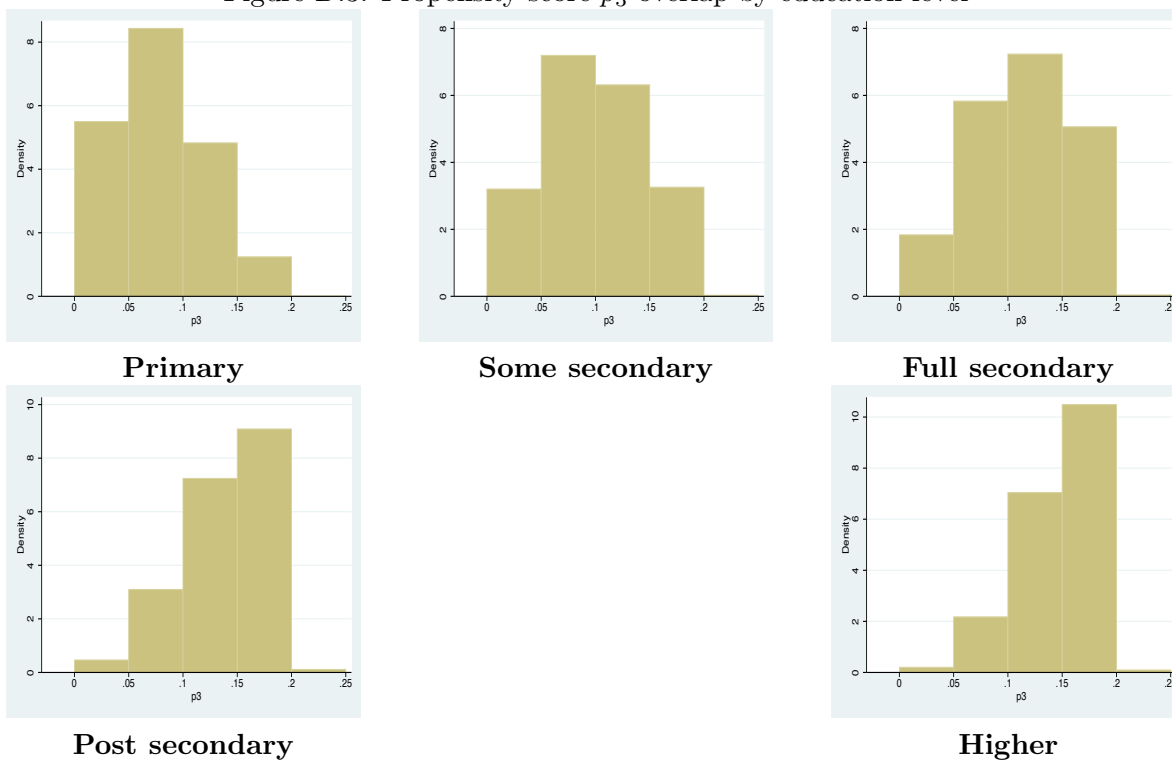 Figure D.3: Propensity score p3 overlap by education level
Density
0 2 4 6 8
0 .05 .1 .15 .2 .25
p3
Primary
Density
0 2 4 6 8
0 .05 .1 .15 .2 .25
p3
Some secondary
Density
0 2 4 6 8
0 .05 .1 .15 .2 .2
p3
Full secondary
Density
0 2 4 6 8 10
0 .05 .1 .15 .2 .25
p3
Post secondary
Density
0 2 4 6 8 10
0 .05 .1 .15 .2 .2
p3
Higher